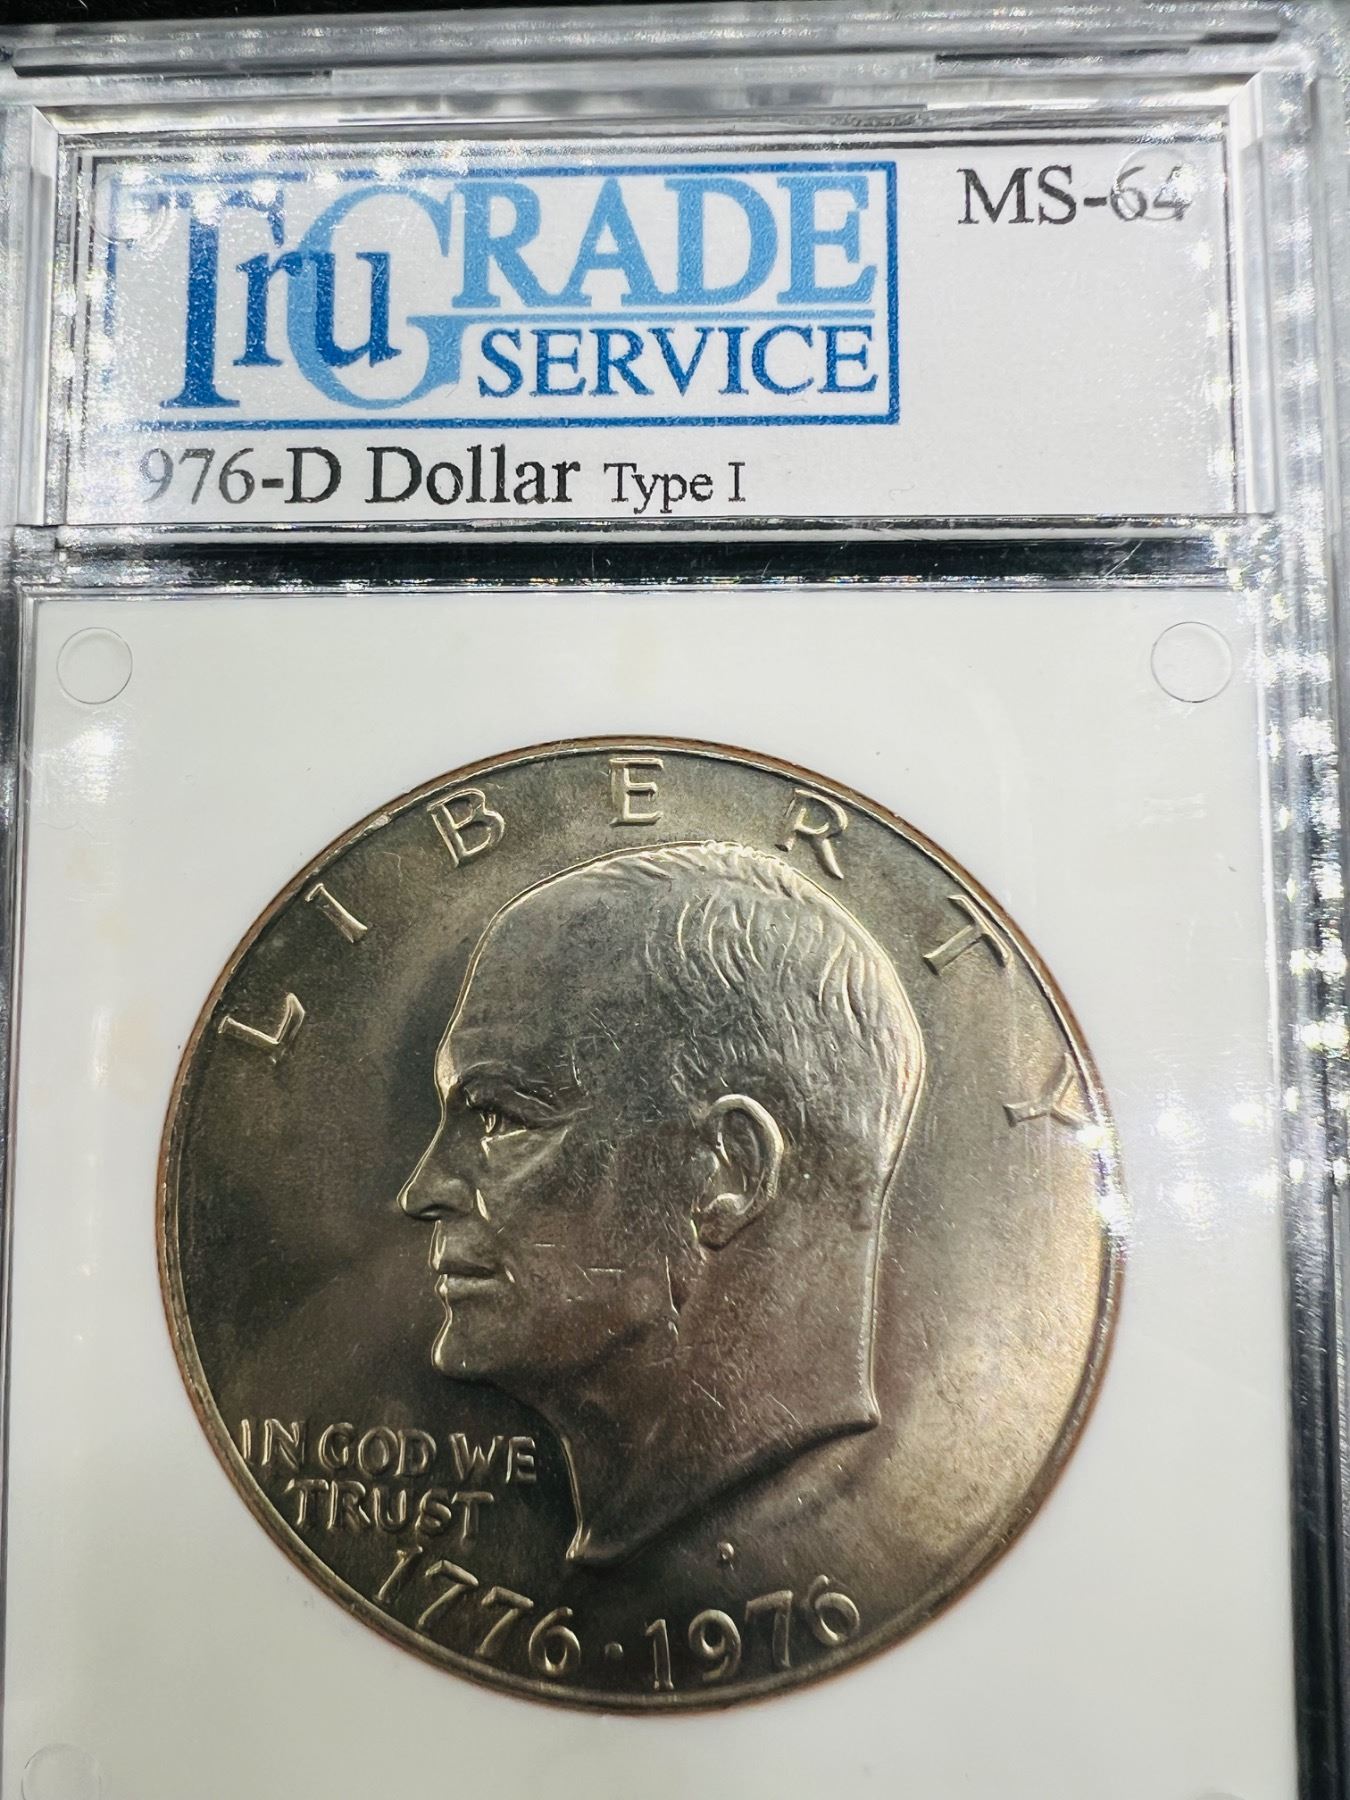 TruGRADE
SERVICE
MS-64
976-D Dollar Type I
LIBERTY
IN GOD WE
TRUST
D
1776·1976